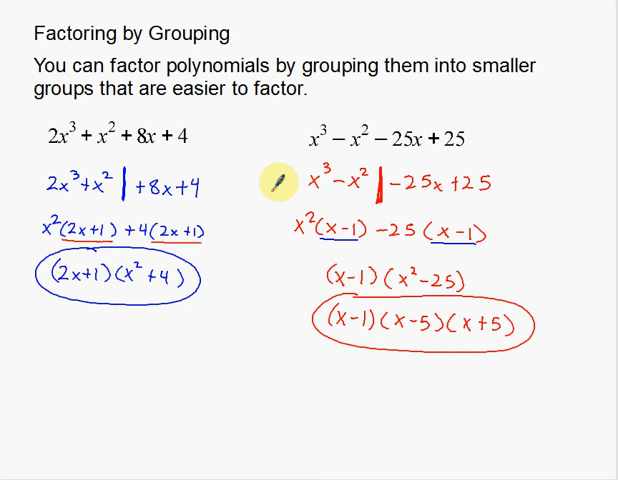 Factoring by Grouping
You can factor polynomials by grouping them into smaller
groups that are easier to factor.
2x³ + x² + 8x + 4
2x³ + x² | + 8x + 4
x²(2x+1) + 4(2x+1)
(2x+1)(x²+4)
x³ − x² − 25x + 25
x³ − x² | − 25x + 25
x²(x−1) − 25(x−1)
(x−1)(x²−25)
(x−1)(x−5)(x+5)